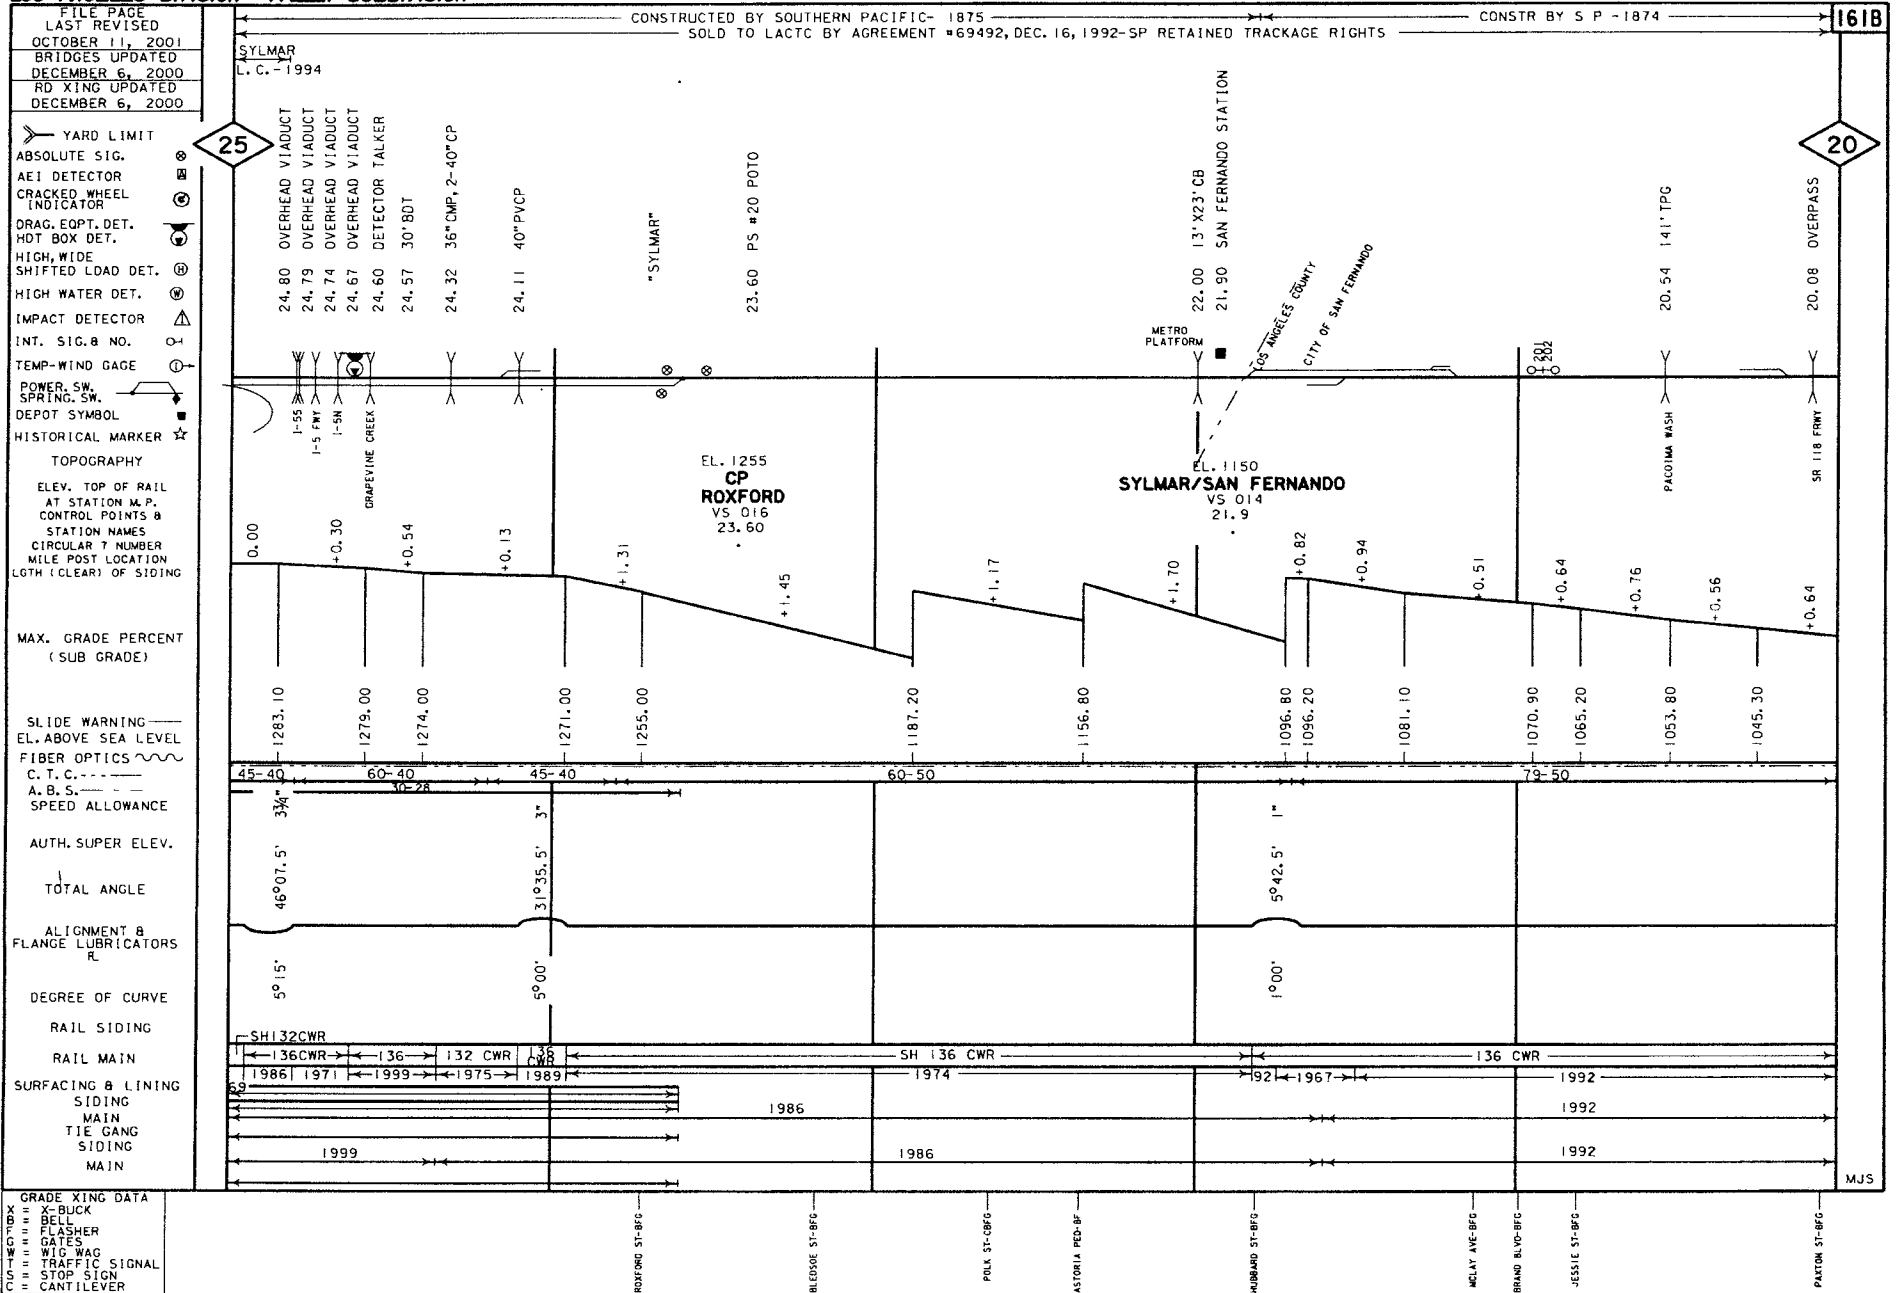 FILE PAGE
LAST REVISED
OCTOBER 11, 2001
BRIDGES UPDATED
DECEMBER 6, 2000
RD XING UPDATED
DECEMBER 6, 2000
CONSTRUCTED BY SOUTHERN PACIFIC- 1875
CONSTR BY S P -1874
161B
SOLD TO LACTC BY AGREEMENT #69492, DEC. 16, 1992-SP RETAINED TRACKAGE RIGHTS
SYLMAR
L.C.-1994
25
20
YARD LIMIT
ABSOLUTE SIG.
AEI DETECTOR
CRACKED WHEEL
INDICATOR
DRAG. EQPT. DET.
HOT BOX DET.
HIGH, WIDE
SHIFTED LOAD DET.
H
HIGH WATER DET.
W
IMPACT DETECTOR
INT. SIG.& NO.
TEMP-WIND GAGE
POWER. SW.
SPRING. SW.
DEPOT SYMBOL
HISTORICAL MARKER
TOPOGRAPHY
ELEV. TOP OF RAIL
AT STATION M.P.
CONTROL POINTS &
STATION NAMES
CIRCULAR 7 NUMBER
MILE POST LOCATION
LGTH (CLEAR) OF SIDING
MAX. GRADE PERCENT
(SUB GRADE)
SLIDE WARNING
EL. ABOVE SEA LEVEL
FIBER OPTICS
C.T.C.
A.B.S.
SPEED ALLOWANCE
AUTH. SUPER ELEV.
TOTAL ANGLE
ALIGNMENT &
FLANGE LUBRICATORS
DEGREE OF CURVE
RAIL SIDING
RAIL MAIN
SURFACING & LINING
SIDING
MAIN
TIE GANG
SIDING
MAIN
GRADE XING DATA
X = X-BUCK
B = BELL
F = FLASHER
G = GATES
W = WIG WAG
T = TRAFFIC SIGNAL
S = STOP SIGN
C = CANTILEVER
24.80 OVERHEAD VIADUCT
24.79 OVERHEAD VIADUCT
24.74 OVERHEAD VIADUCT
24.67 OVERHEAD VIADUCT
24.60 DETECTOR TALKER
24.57 30'BDT
24.32 36"CMP, 2-40"CP
24.11 40"PVCP
"SYLMAR"
23.60 PS #20 POTO
22.00 13'X23'CB
21.90 SAN FERNANDO STATION
LOS ANGELES COUNTY
CITY OF SAN FERNANDO
20.54 141'TPG
20.08 OVERPASS
METRO
PLATFORM
201
202
I-5S
I-5 FWY
I-5N
GRAPEVINE CREEK
PACOIMA WASH
SR 118 FRWY
EL. 1255
CP
ROXFORD
VS 016
23.60
EL. 1150
SYLMAR/SAN FERNANDO
VS 014
21.9
0.00
+0.30
+0.54
+0.13
+1.31
+1.45
+1.17
+1.70
+0.82
+0.94
+0.51
+0.64
+0.76
+0.56
+0.64
1283.10
1279.00
1274.00
1271.00
1255.00
1187.20
1156.80
1096.80
1096.20
1081.10
1070.90
1065.20
1053.80
1045.30
45-40
60-40
45-40
60-50
79-50
30-28
3"
1"
46°07.5'
31°35.5'
5°42.5'
5°15'
5°00'
1°00'
SH132CWR
136CWR
136
132 CWR
136
CWR
SH 136 CWR
136 CWR
1986
1971
1999
1975
1989
1974
92
1967
1992
69
1986
1992
1999
1986
1992
MJS
ROXFORD ST-BFG
BLEDSOE ST-BFG
POLK ST-CBFG
ASTORIA PED-BF
HUBBARD ST-BFG
MCLAY AVE-BFG
BRAND BLVD-BFG
JESSIE ST-BFG
PAXTON ST-BFG